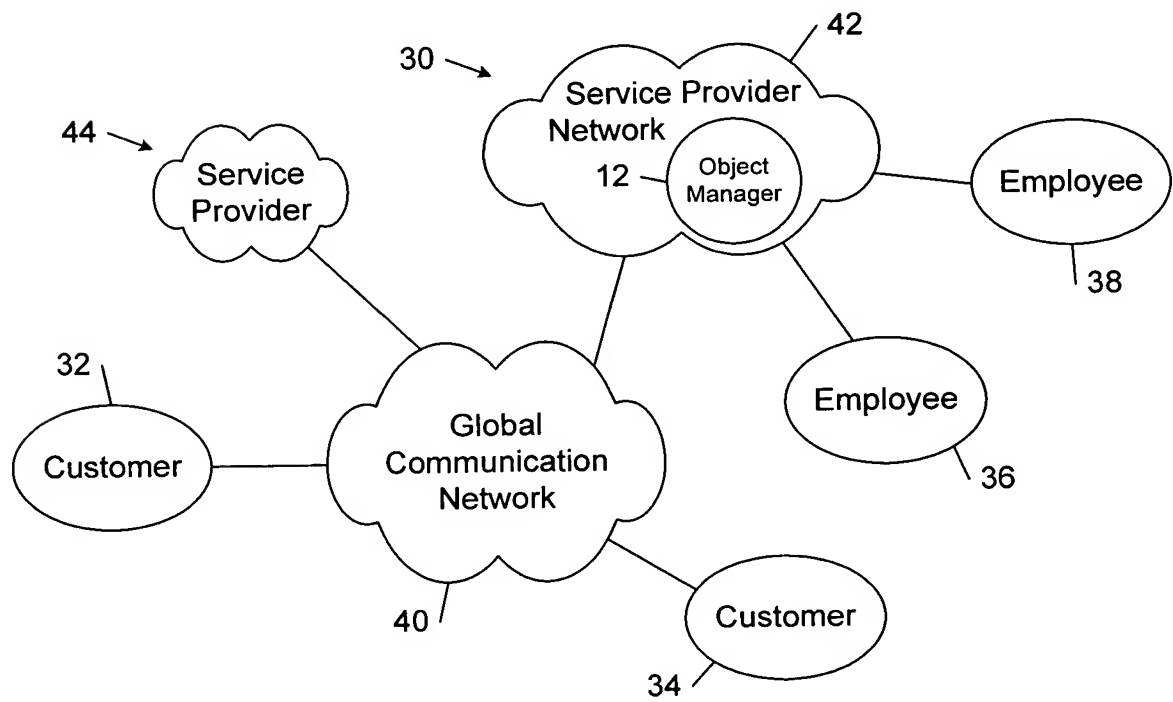 42
30
Service Provider
Network
44
Service
Provider
12
Object
Manager
Employee
38
32
Employee
36
Global
Communication
Network
Customer
40
Customer
34